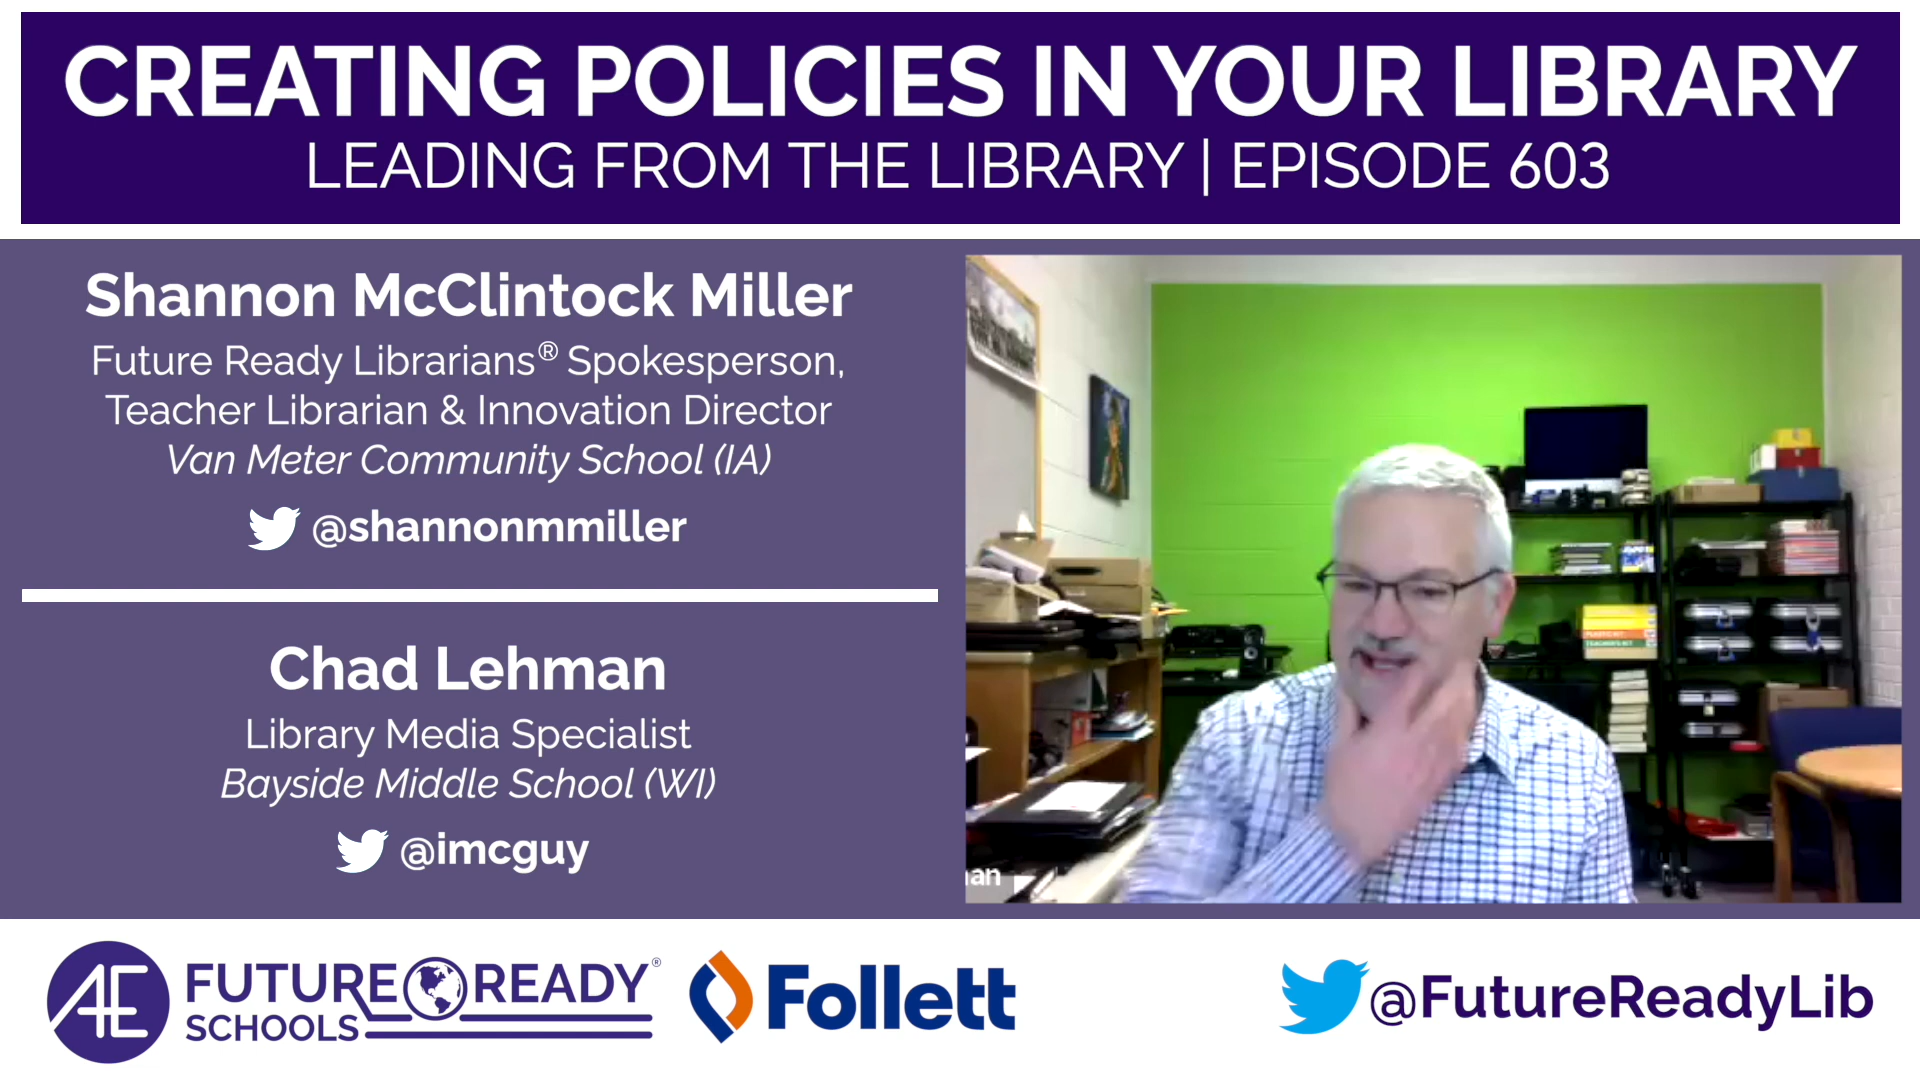 CREATING POLICIES IN YOUR LIBRARY
LEADING FROM THE LIBRARY | EPISODE 603
Shannon McClintock Miller
Future Ready Librarians® Spokesperson,
Teacher Librarian & Innovation Director
Van Meter Community School (IA)
@shannonmmiller
Chad Lehman
Library Media Specialist
Bayside Middle School (WI)
@imcguy
an
AE FUTURE READY®
SCHOOLS
Follett
@FutureReadyLib